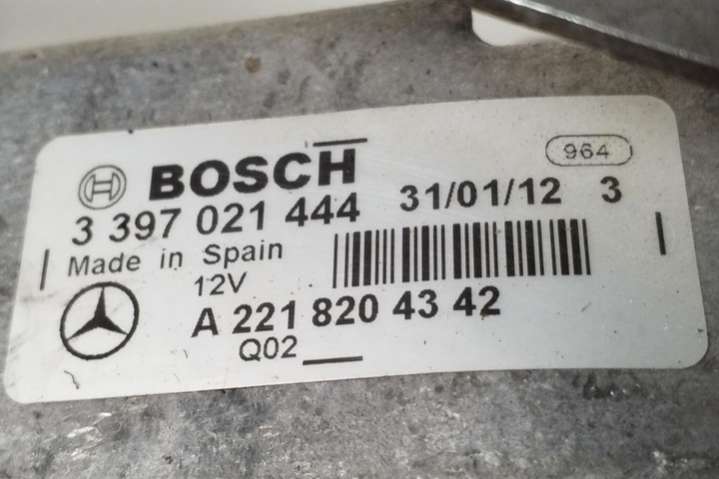 BOSCH 964
3 397 021 444 31/01/12 3
Made in Spain
12V
A 221 820 43 42
Q02